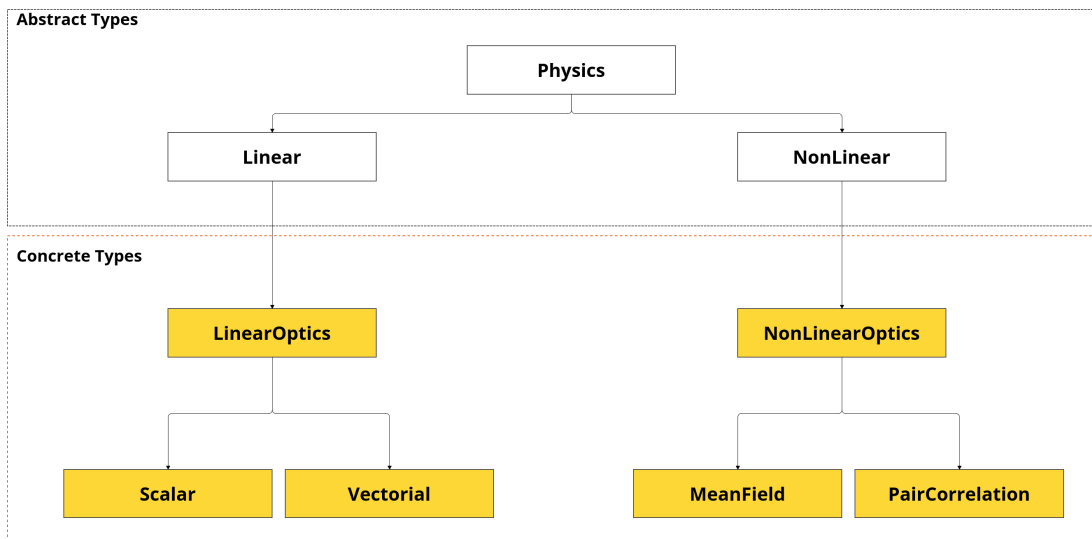 Abstract Types
Physics
Linear
NonLinear
Concrete Types
LinearOptics
NonLinearOptics
Scalar
Vectorial
MeanField
PairCorrelation